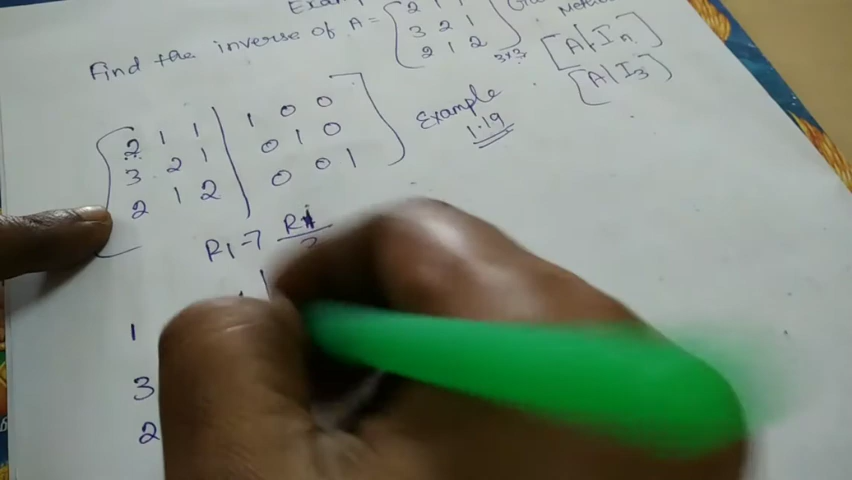 Find the inverse of A = [2 1 1
3 2 1
2 1 2] 3×3
[A|In]
[A|I3]
[2 1 1 | 1 0 0]
3 2 1 | 0 1 0
2 1 2 | 0 0 1
Example
1.19
R1 →
1
3
2